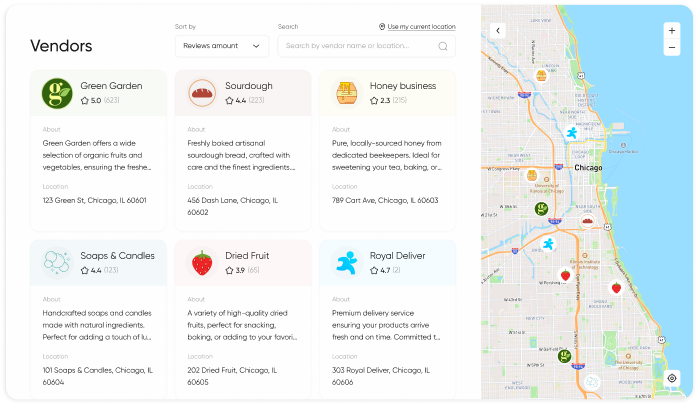 Vendors
Sort by
Reviews amount
Search
Use my current location
Search by vendor name or location...
Green Garden
5.0 (623)
About
Green Garden offers a wide
selection of organic fruits and
vegetables, ensuring the freshe...
Location
123 Green St, Chicago, IL 60601
Sourdough
4.4 (223)
About
Freshly baked artisanal
sourdough bread, crafted with
care and the finest ingredients....
Location
456 Dash Lane, Chicago, IL
60602
Honey business
2.3 (215)
About
Pure, locally-sourced honey from
dedicated beekeepers. Ideal for
sweetening your tea, baking, or...
Location
789 Cart Ave, Chicago, IL 60603
Soaps & Candles
4.4 (123)
About
Handcrafted soaps and candles
made with natural ingredients.
Perfect for adding a touch of lu...
Location
101 Soaps & Candles, Chicago, IL
60604
Dried Fruit
3.9 (65)
About
A variety of high-quality dried
fruits, perfect for snacking,
baking, or adding to your favori...
Location
202 Dried Fruit, Chicago, IL
60605
Royal Deliver
4.7 (2)
About
Premium delivery service
ensuring your products arrive
fresh and on time. Committed t...
Location
303 Royal Deliver, Chicago, IL
60606
Chicago